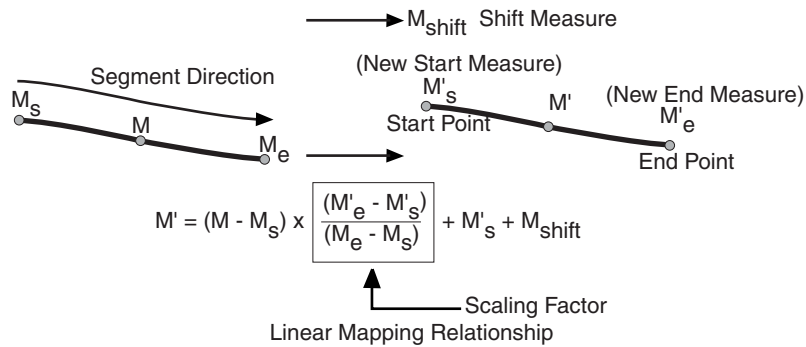 M_shift Shift Measure
Segment Direction
(New Start Measure)
M_s
M
M_e
M'_s
Start Point
M'
(New End Measure)
M'_e
End Point
M' = (M - M_s) x (M'_e - M'_s) / (M_e - M_s) + M'_s + M_shift
Scaling Factor
Linear Mapping Relationship